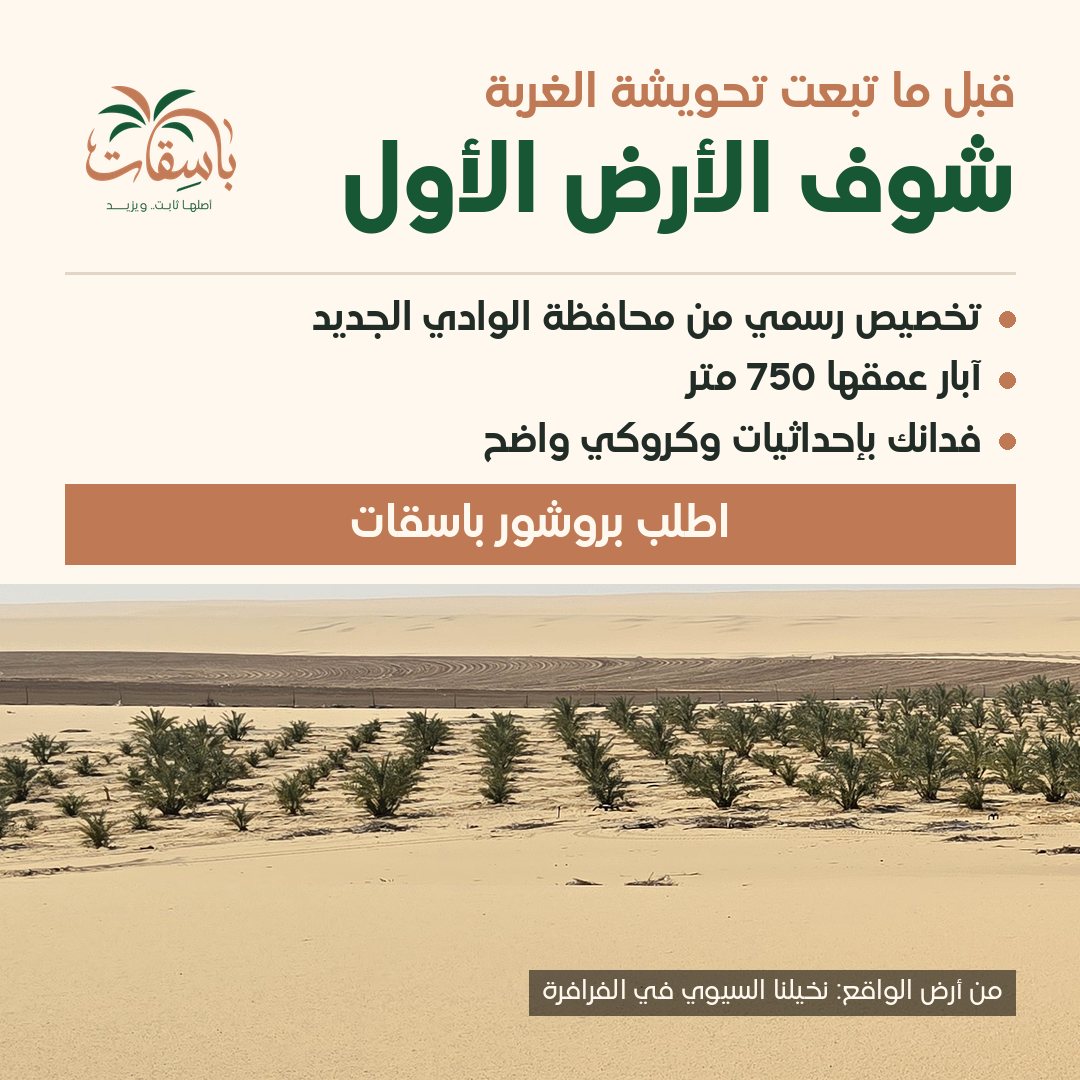 قبل ما تبعت تحويشة الغربة
شوف الأرض الأول
باسِقات
أصلها ثابت.. ويزيد
تخصيص رسمي من محافظة الوادي الجديد
آبار عمقها 750 متر
فدانك بإحداثيات وكروكي واضح
اطلب بروشور باسقات
من أرض الواقع: نخيلنا السيوي في الفرافرة